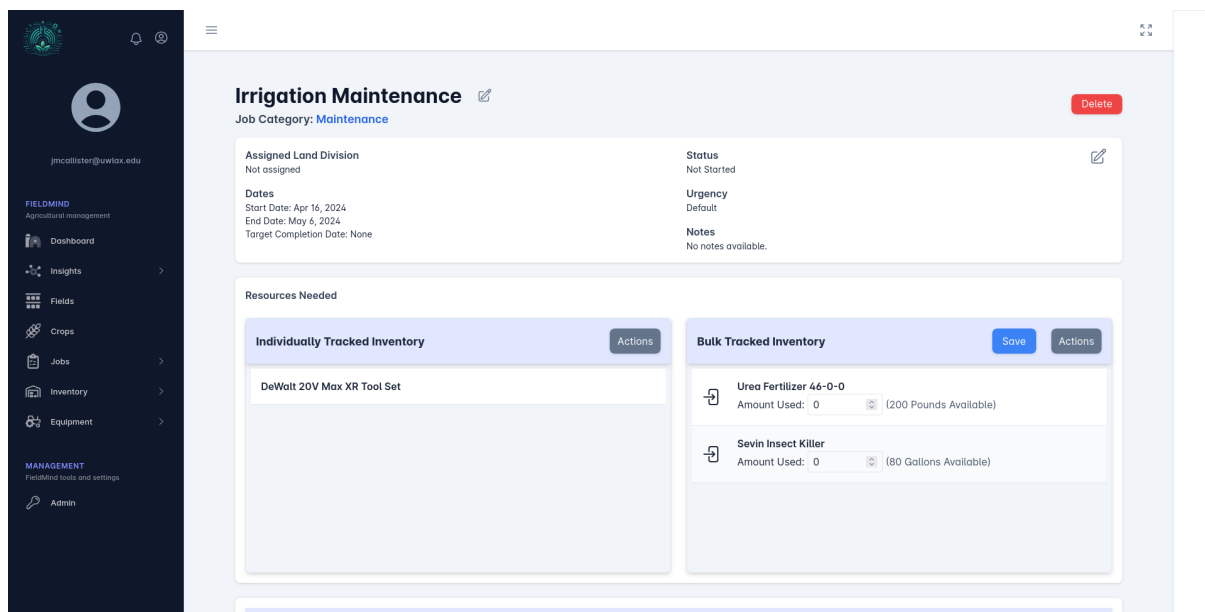 jmcallister@uwlax.edu
FIELDMIND
Agricultural management
Dashboard
Insights
Fields
Crops
Jobs
Inventory
Equipment
MANAGEMENT
FieldMind tools and settings
Admin
Irrigation Maintenance
Delete
Job Category: Maintenance
Assigned Land Division
Not assigned
Dates
Start Date: Apr 16, 2024
End Date: May 6, 2024
Target Completion Date: None
Status
Not Started
Urgency
Default
Notes
No notes available.
Resources Needed
Individually Tracked Inventory
Actions
DeWalt 20V Max XR Tool Set
Bulk Tracked Inventory
Save
Actions
Urea Fertilizer 46-0-0
Amount Used: 0 (200 Pounds Available)
Sevin Insect Killer
Amount Used: 0 (80 Gallons Available)